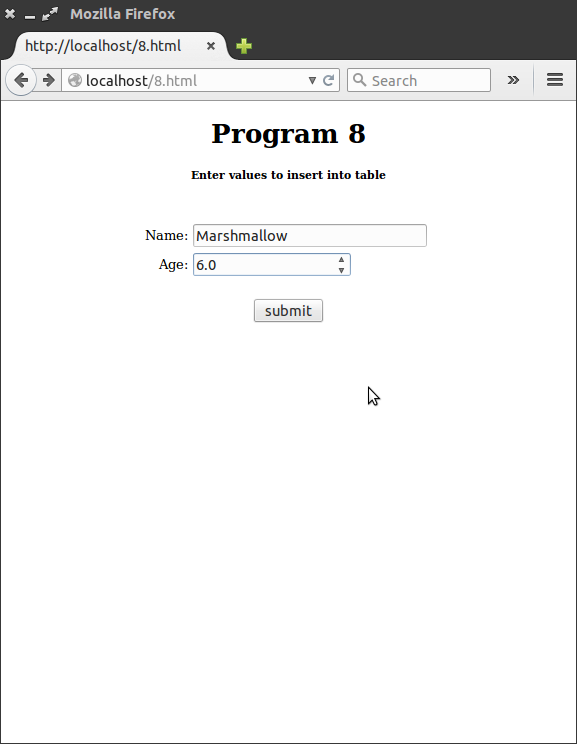 Mozilla Firefox
http://localhost/8.html
localhost/8.html
Search
Program 8
Enter values to insert into table
Name: Marshmallow
Age: 6.0
submit